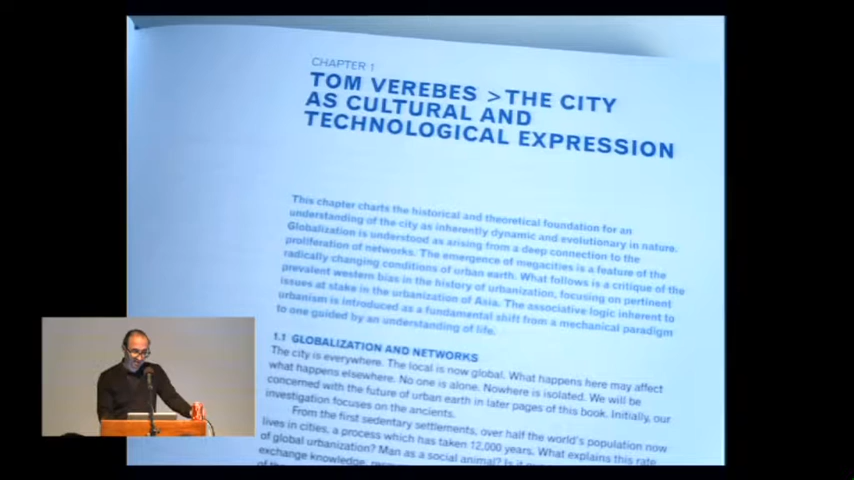 CHAPTER 1
TOM VEREBES > THE CITY
AS CULTURAL AND
TECHNOLOGICAL EXPRESSION
This chapter charts the historical and theoretical foundation for an
understanding of the city as inherently dynamic and evolutionary in nature.
Globalization is understood as arising from a deep connection to the
proliferation of networks. The emergence of megacities is a feature of the
radically changing conditions of urban earth. What follows is a critique of the
prevalent western bias in the history of urbanization, focusing on pertinent
issues at stake in the urbanization of Asia. The associative logic inherent to
urbanism is introduced as a fundamental shift from a mechanical paradigm
to one guided by an understanding of life.
1.1 GLOBALIZATION AND NETWORKS
The city is everywhere. The local is now global. What happens here may affect
what happens elsewhere. No one is alone. Nowhere is isolated. We will be
concerned with the future of urban earth in later pages of this book. Initially, our
investigation focuses on the ancients.
From the first sedentary settlements, over half the world's population now
lives in cities, a process which has taken 12,000 years. What explains this rate
of global urbanization? Man as a social animal? Is it
exchange knowledge,
of the